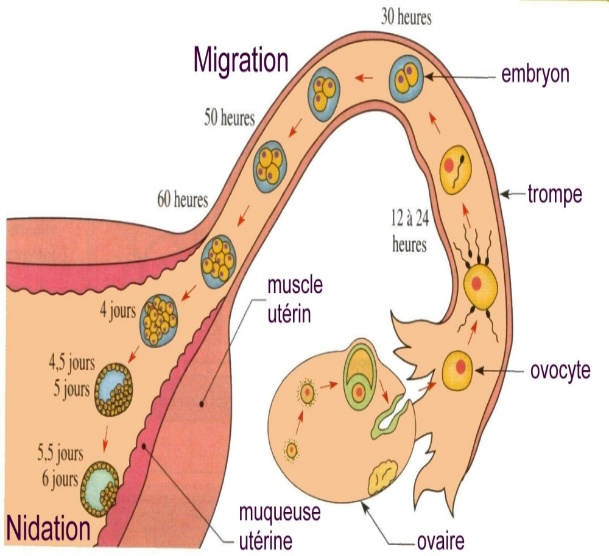 30 heures
Migration
embryon
50 heures
trompe
60 heures
12 à 24
heures
muscle
utérin
4 jours
4,5 jours
5 jours
ovocyte
5,5 jours
6 jours
Nidation
muqueuse
utérine
ovaire